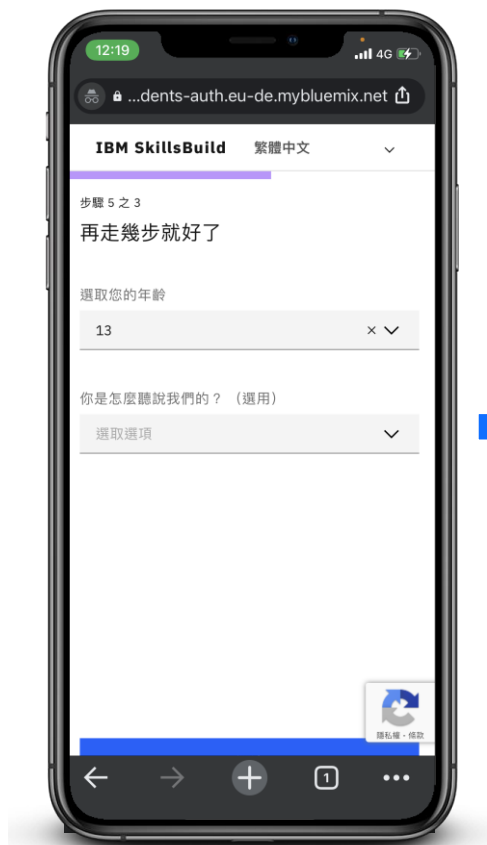 12:19
4G
...dents-auth.eu-de.mybluemix.net
IBM SkillsBuild 繁體中文
步驟 5 之 3
再走幾步就好了
選取您的年齡
13
你是怎麼聽說我們的？（選用）
選取選項
隱私權 - 條款
1